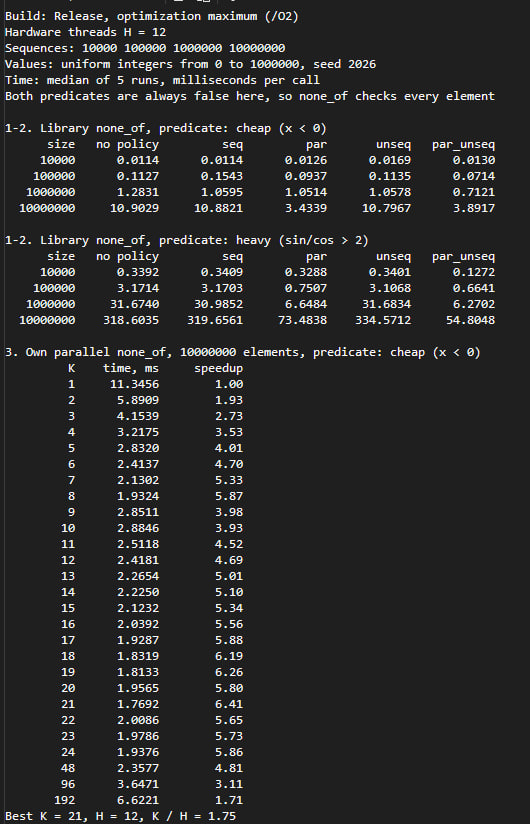 Build: Release, optimization maximum (/O2)
Hardware threads H = 12
Sequences: 10000 100000 1000000 10000000
Values: uniform integers from 0 to 1000000, seed 2026
Time: median of 5 runs, milliseconds per call
Both predicates are always false here, so none_of checks every element
1-2. Library none_of, predicate: cheap (x < 0)
size no policy seq par unseq par_unseq
10000 0.0114 0.0114 0.0126 0.0169 0.0130
100000 0.1127 0.1543 0.0937 0.1135 0.0714
1000000 1.2831 1.0595 1.0514 1.0578 0.7121
10000000 10.9029 10.8821 3.4339 10.7967 3.8917
1-2. Library none_of, predicate: heavy (sin/cos > 2)
size no policy seq par unseq par_unseq
10000 0.3392 0.3409 0.3288 0.3401 0.1272
100000 3.1714 3.1703 0.7507 3.1068 0.6641
1000000 31.6740 30.9852 6.6484 31.6834 6.2702
10000000 318.6035 319.6561 73.4838 334.5712 54.8048
3. Own parallel none_of, 10000000 elements, predicate: cheap (x < 0)
K time, ms speedup
1 11.3456 1.00
2 5.8909 1.93
3 4.1539 2.73
4 3.2175 3.53
5 2.8320 4.01
6 2.4137 4.70
7 2.1302 5.33
8 1.9324 5.87
9 2.8511 3.98
10 2.8846 3.93
11 2.5118 4.52
12 2.4181 4.69
13 2.2654 5.01
14 2.2250 5.10
15 2.1232 5.34
16 2.0392 5.56
17 1.9287 5.88
18 1.8319 6.19
19 1.8133 6.26
20 1.9565 5.80
21 1.7692 6.41
22 2.0086 5.65
23 1.9786 5.73
24 1.9376 5.86
48 2.3577 4.81
96 3.6471 3.11
192 6.6221 1.71
Best K = 21, H = 12, K / H = 1.75